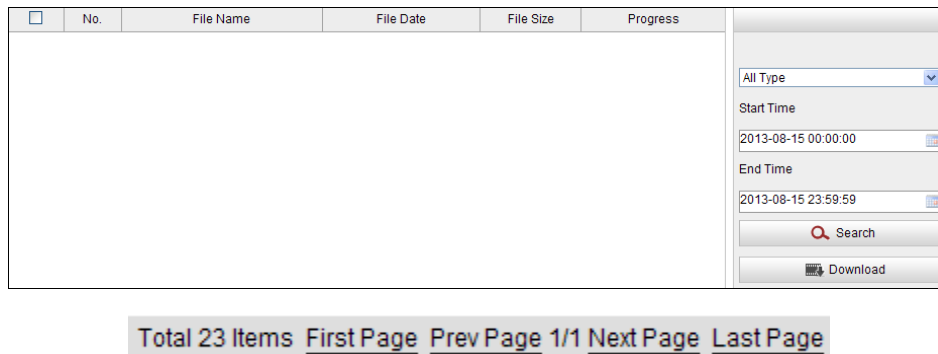 No. File Name File Date File Size Progress
All Type
Start Time
2013-08-15 00:00:00
End Time
2013-08-15 23:59:59
Search
Download
Total 23 Items First Page Prev Page 1/1 Next Page Last Page